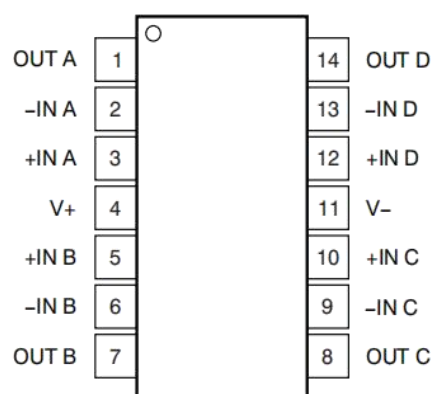 OUT A 1 14 OUT D
–IN A 2 13 –IN D
+IN A 3 12 +IN D
V+ 4 11 V–
+IN B 5 10 +IN C
–IN B 6 9 –IN C
OUT B 7 8 OUT C